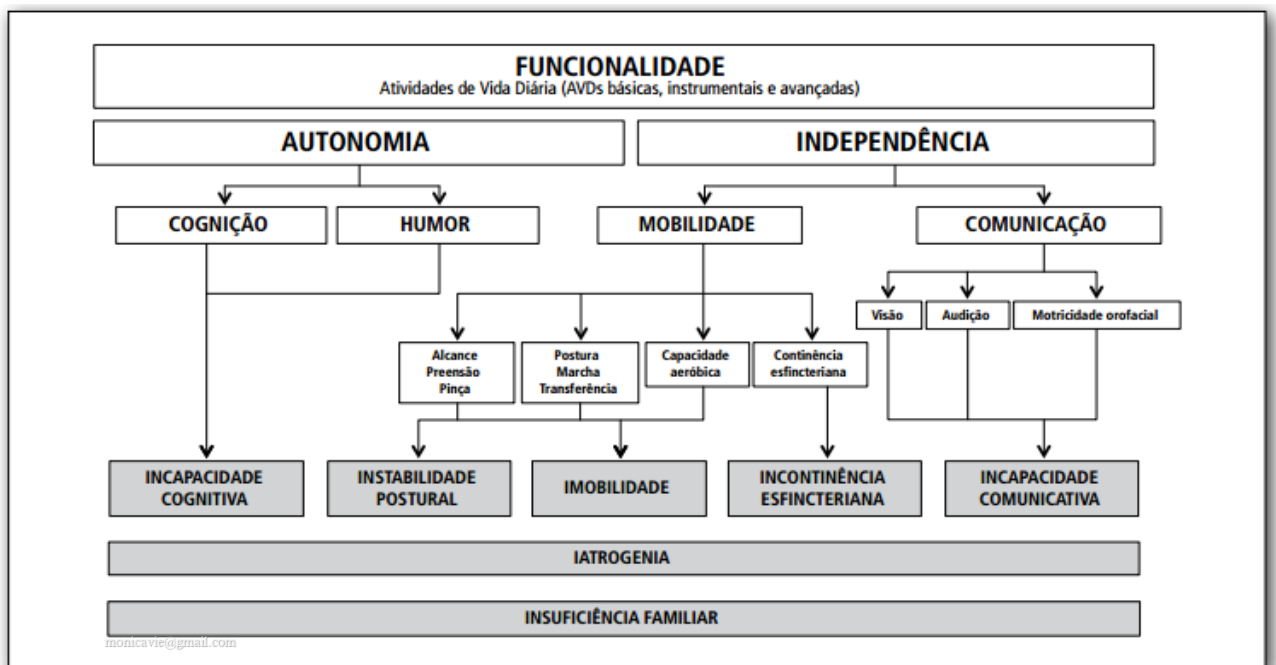 FUNCIONALIDADE
Atividades de Vida Diária (AVDs básicas, instrumentais e avançadas)
AUTONOMIA
INDEPENDÊNCIA
COGNIÇÃO
HUMOR
MOBILIDADE
COMUNICAÇÃO
Visão
Audição
Motricidade orofacial
Alcance
Preensão
Pinça
Postura
Marcha
Transferência
Capacidade
aeróbica
Continência
esfincteriana
INCAPACIDADE
COGNITIVA
INSTABILIDADE
POSTURAL
IMOBILIDADE
INCONTINÊNCIA
ESFINCTERIANA
INCAPACIDADE
COMUNICATIVA
IATROGENIA
INSUFICIÊNCIA FAMILIAR
monicavie@gmail.com